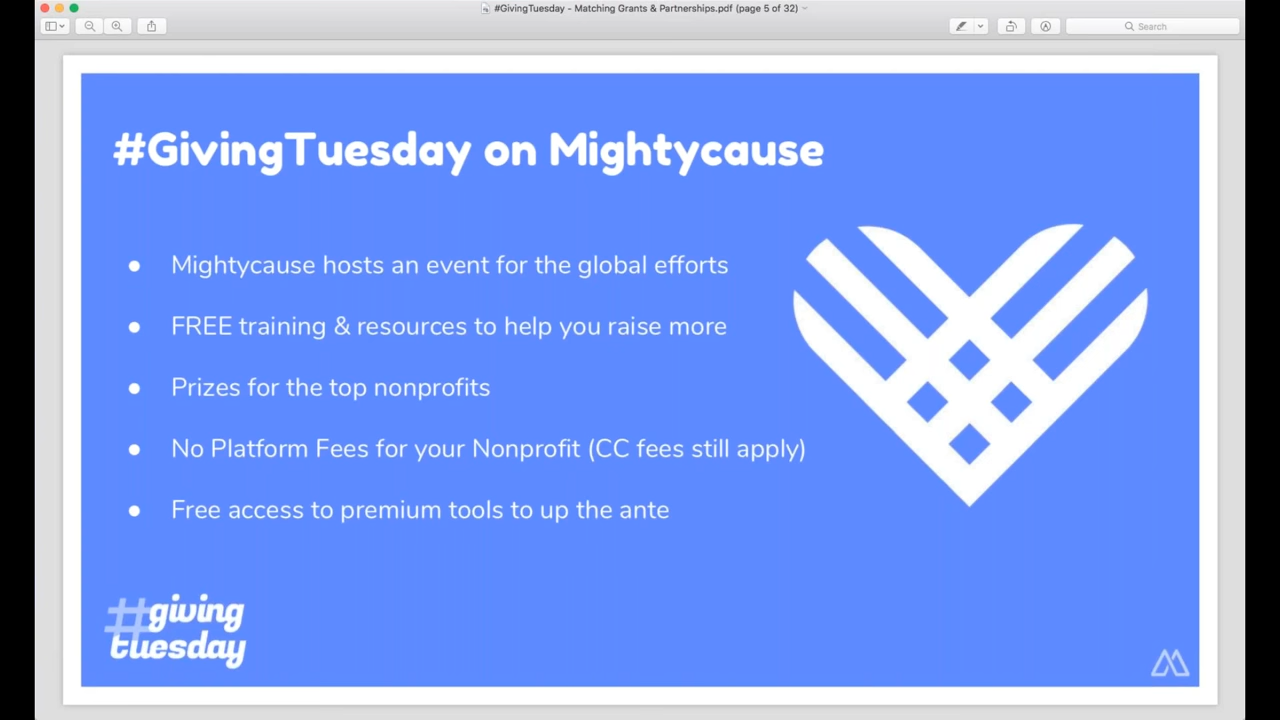 #GivingTuesday - Matching Grants & Partnerships.pdf (page 5 of 32)
Search
#GivingTuesday on Mightycause
● Mightycause hosts an event for the global efforts
● FREE training & resources to help you raise more
● Prizes for the top nonprofits
● No Platform Fees for your Nonprofit (CC fees still apply)
● Free access to premium tools to up the ante
#giving
tuesday